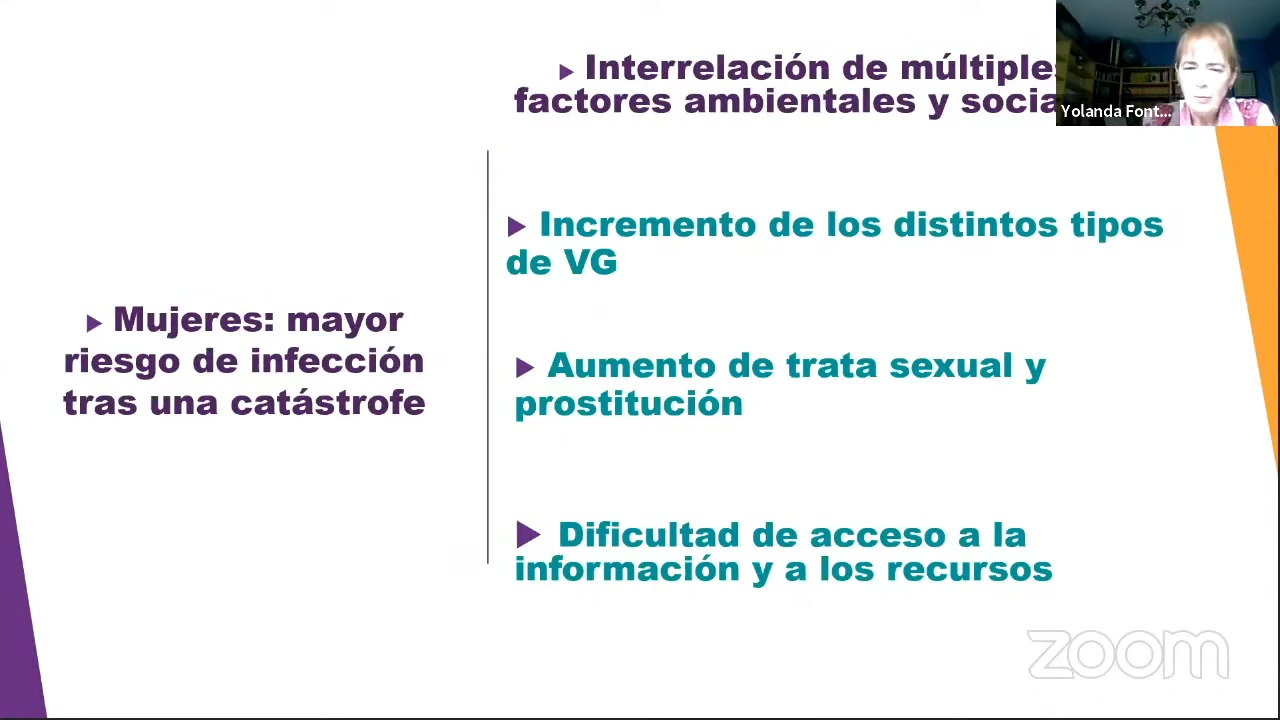 ▶ Interrelación de múltiples
factores ambientales y
Yolanda Font...
▶ Incremento de los distintos tipos
de VG
▶ Mujeres: mayor
riesgo de infección
tras una catástrofe
▶ Aumento de trata sexual y
prostitución
▶ Dificultad de acceso a la
información y a los recursos
zoom